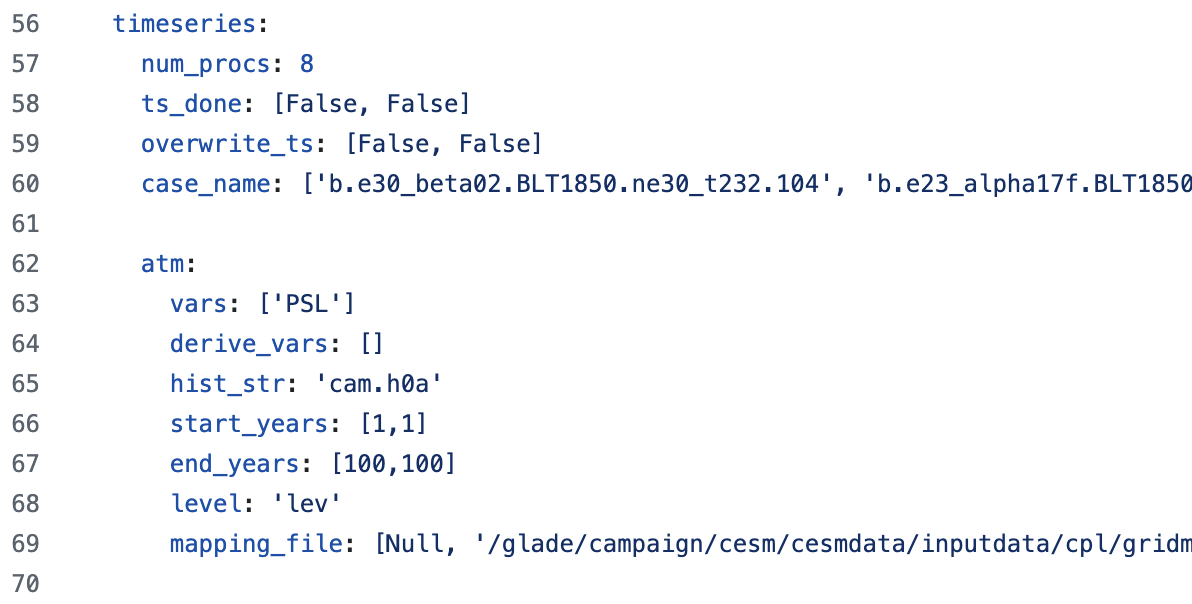 56 timeseries:
57 num_procs: 8
58 ts_done: [False, False]
59 overwrite_ts: [False, False]
60 case_name: ['b.e30_beta02.BLT1850.ne30_t232.104', 'b.e23_alpha17f.BLT1850
61
62 atm:
63 vars: ['PSL']
64 derive_vars: []
65 hist_str: 'cam.h0a'
66 start_years: [1,1]
67 end_years: [100,100]
68 level: 'lev'
69 mapping_file: [Null, '/glade/campaign/cesm/cesmdata/inputdata/cpl/gridm
70